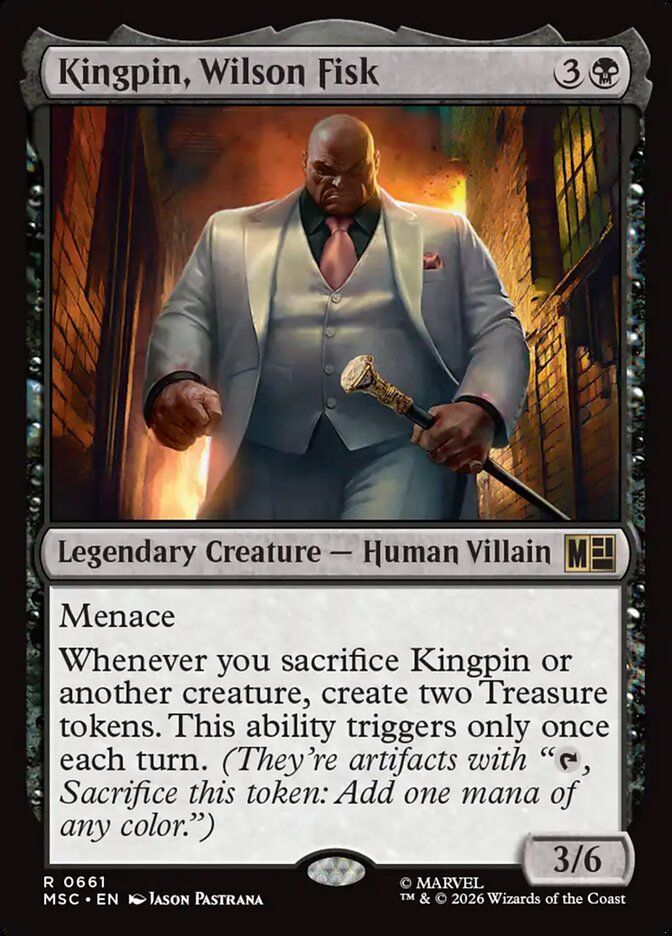 Kingpin, Wilson Fisk 3
Legendary Creature — Human Villain
Menace
Whenever you sacrifice Kingpin or
another creature, create two Treasure
tokens. This ability triggers only once
each turn. (They're artifacts with “,
Sacrifice this token: Add one mana of
any color.”)
3/6
R 0661
MSC • EN Jason Pastrana
© MARVEL
™ & © 2026 Wizards of the Coast